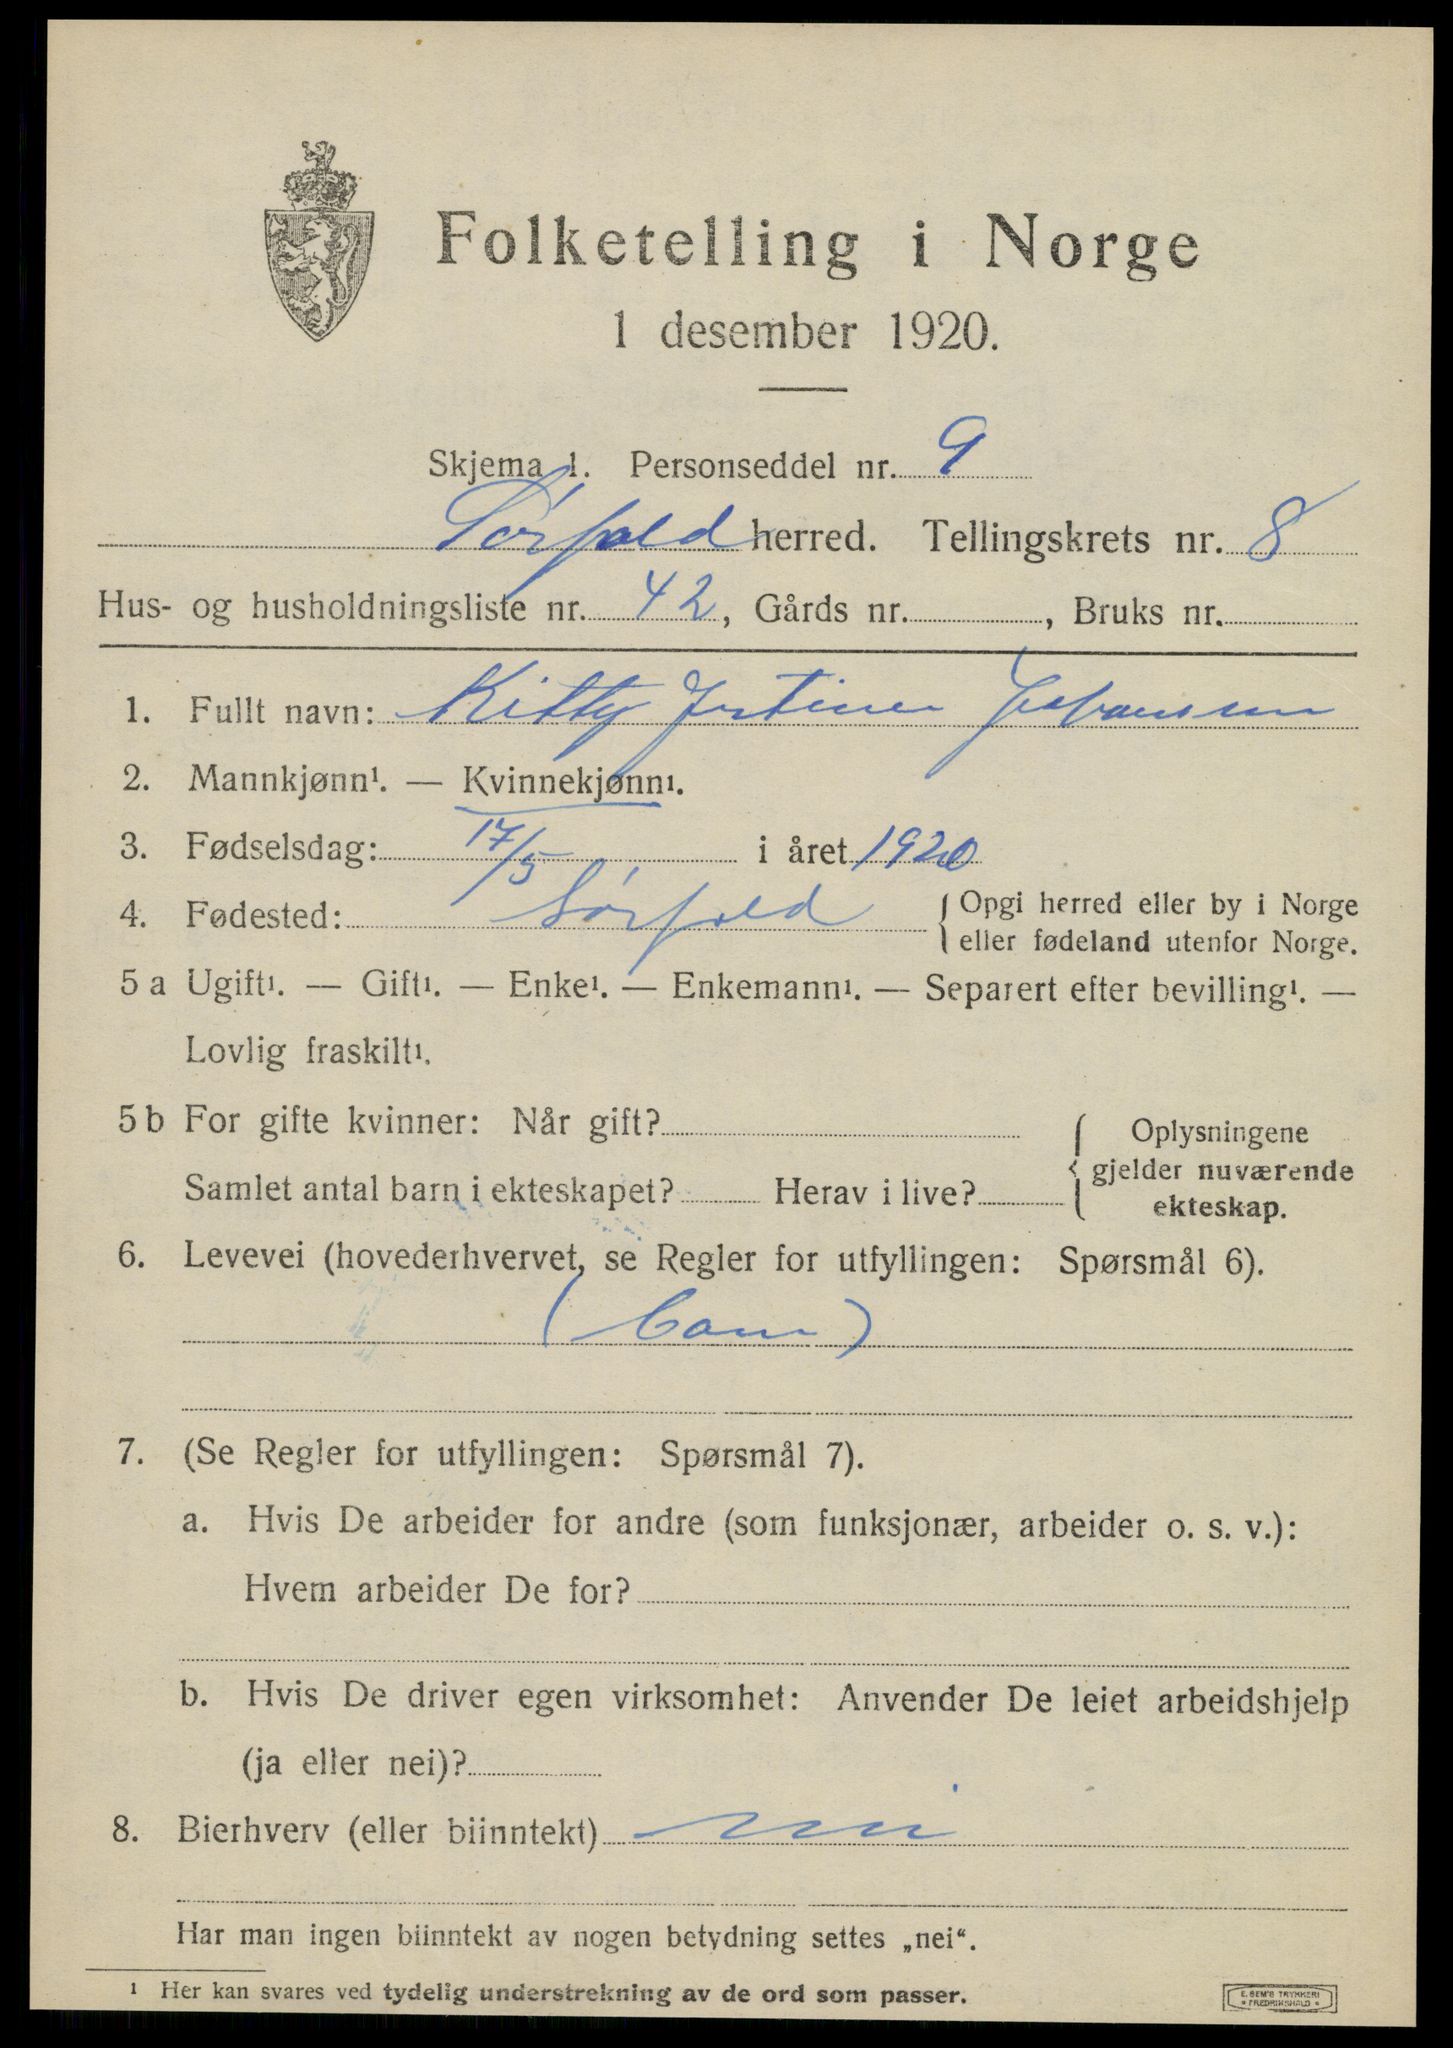 Folketelling i Norge
1 desember 1920.
Skjema 1. Personseddel nr. 9
Sørfold herred. Tellingskrets nr. 8
Hus- og husholdningsliste nr. 42, Gårds nr. , Bruks nr.
1. Fullt navn: Kitty Johansen
2. Mannkjønn¹. — Kvinnekjønn¹.
3. Fødselsdag: 17/5 i året 1920
4. Fødested: Sørfold { Opgi herred eller by i Norge
eller fødeland utenfor Norge.
5 a Ugift¹. — Gift¹. — Enke¹. — Enkemann¹. — Separert efter bevilling¹. —
Lovlig fraskilt¹.
5 b For gifte kvinner: Når gift? { Oplysningene
gjelder nuværende
Samlet antal barn i ekteskapet? Herav i live? ekteskap.
6. Levevei (hovederhvervet, se Regler for utfyllingen: Spørsmål 6).
(barn)
7. (Se Regler for utfyllingen: Spørsmål 7).
a. Hvis De arbeider for andre (som funksjonær, arbeider o. s. v.):
Hvem arbeider De for?
b. Hvis De driver egen virksomhet: Anvender De leiet arbeidshjelp
(ja eller nei)?
8. Bierhverv (eller biinntekt) nei
Har man ingen biinntekt av nogen betydning settes „nei“.
¹ Her kan svares ved tydelig understrekning av de ord som passer.
E. SEM'S TRYKKERI
* FREDRIKSHALD *